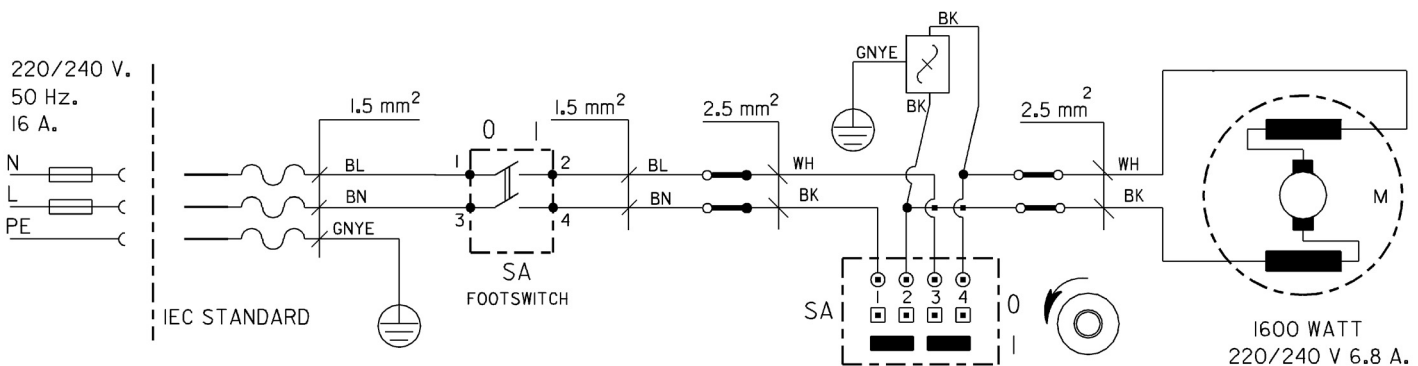 220/240 V.
50 Hz.
16 A.
N
L
PE
IEC STANDARD
1.5 mm²
BL
BN
GNYE
0 1
1 2
3 4
SA
FOOTSWITCH
1.5 mm²
BL
BN
2.5 mm²
WH
BK
GNYE
BK
BK
2.5 mm²
WH
BK
SA
1 2 3 4
0
1
M
1600 WATT
220/240 V 6.8 A.